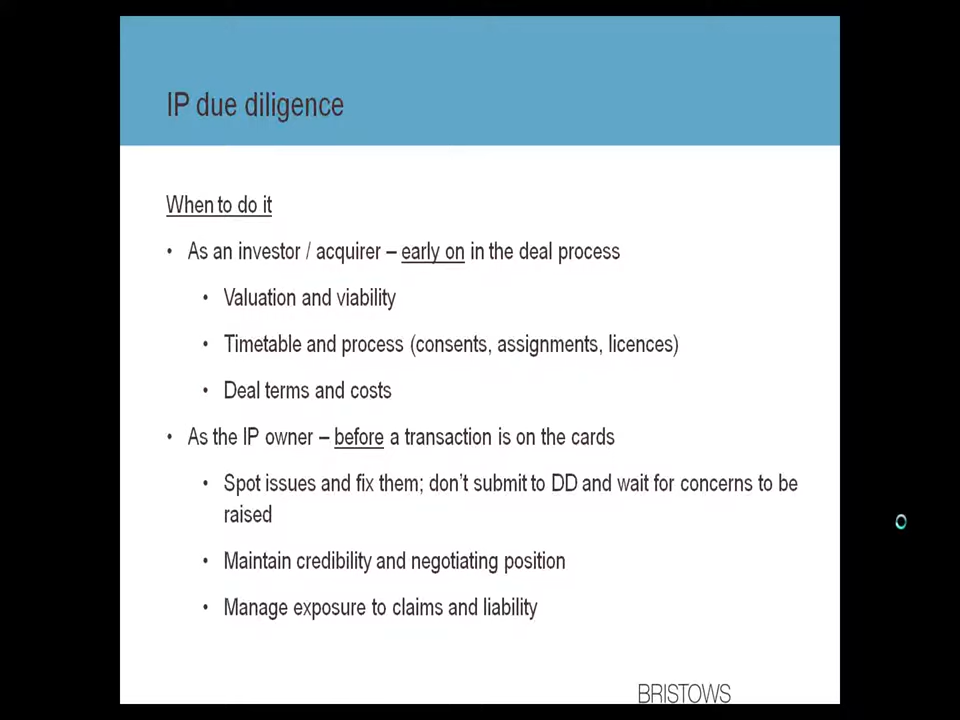 IP due diligence
When to do it
• As an investor / acquirer – early on in the deal process
• Valuation and viability
• Timetable and process (consents, assignments, licences)
• Deal terms and costs
• As the IP owner – before a transaction is on the cards
• Spot issues and fix them; don’t submit to DD and wait for concerns to be
raised
• Maintain credibility and negotiating position
• Manage exposure to claims and liability
BRISTOWS